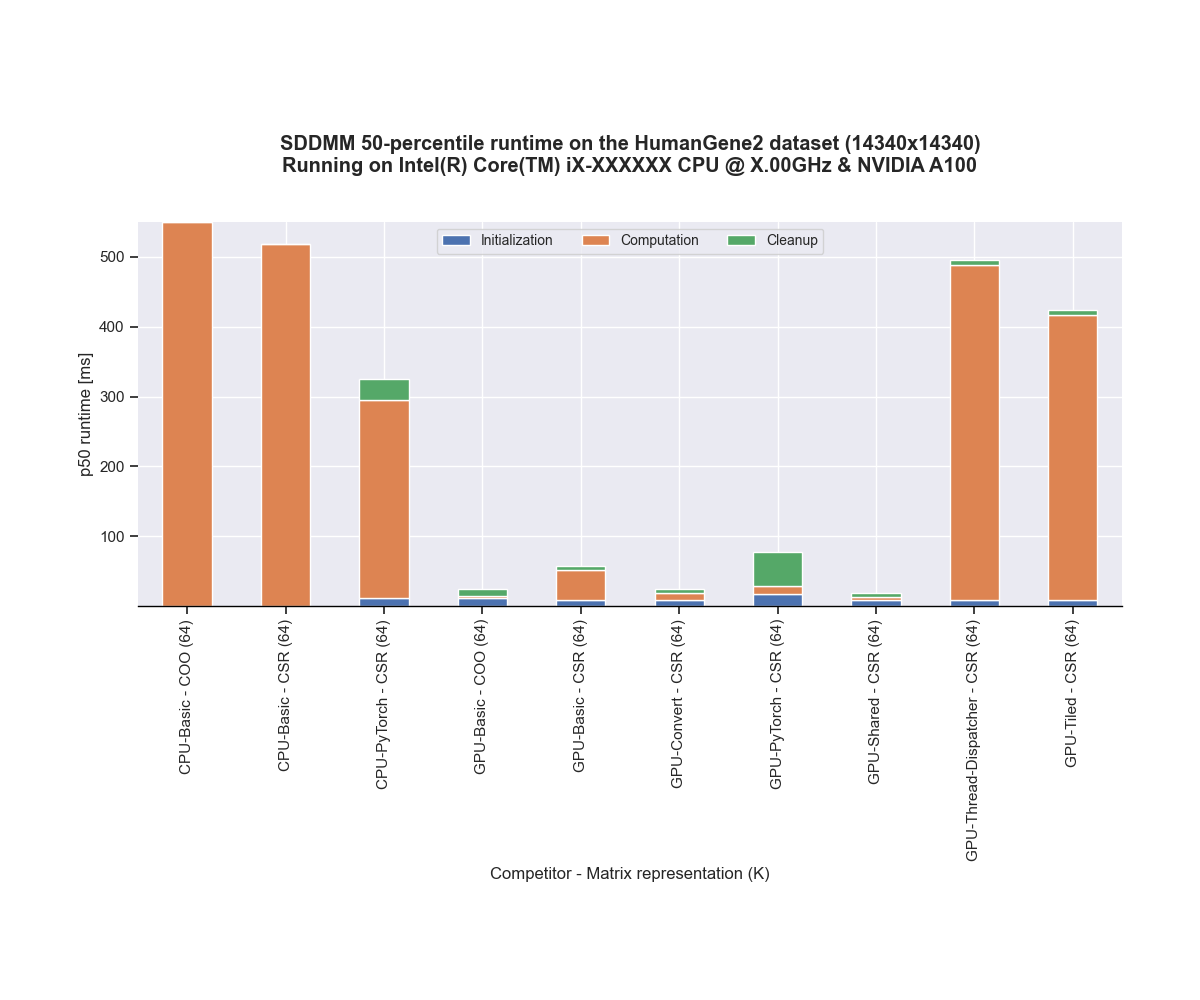 SDDMM 50-percentile runtime on the HumanGene2 dataset (14340x14340)
Running on Intel(R) Core(TM) iX-XXXXXX CPU @ X.00GHz & NVIDIA A100
Initialization
Computation
Cleanup
p50 runtime [ms]
500
400
300
200
100
CPU-Basic - COO (64)
CPU-Basic - CSR (64)
CPU-PyTorch - CSR (64)
GPU-Basic - COO (64)
GPU-Basic - CSR (64)
GPU-Convert - CSR (64)
GPU-PyTorch - CSR (64)
GPU-Shared - CSR (64)
GPU-Thread-Dispatcher - CSR (64)
GPU-Tiled - CSR (64)
Competitor - Matrix representation (K)